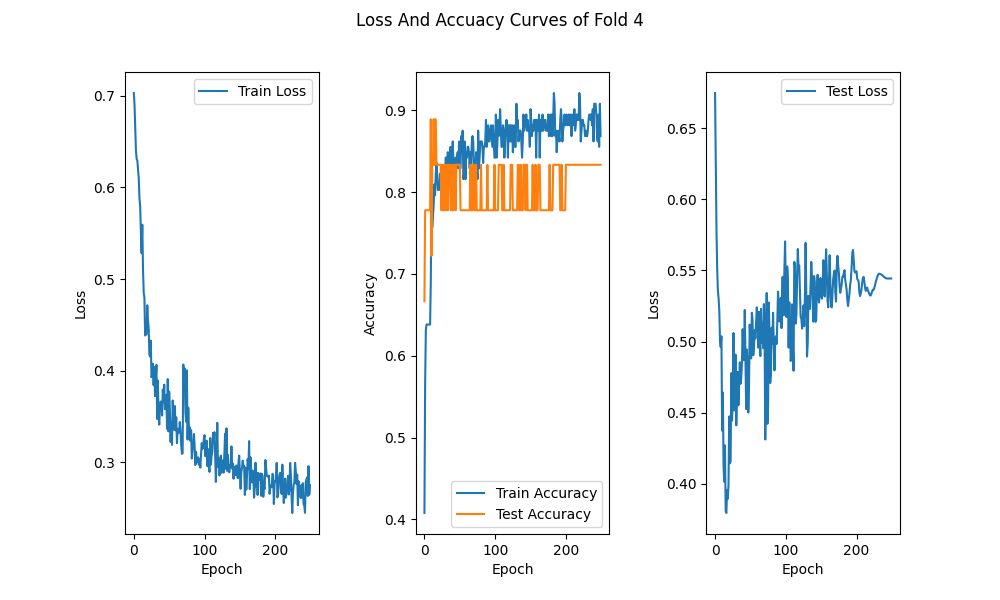 Loss And Accuacy Curves of Fold 4
Train Loss
0.7
0.6
0.5
0.4
0.3
Loss
0
100
200
Epoch
0.9
0.8
0.7
0.6
0.5
0.4
Accuracy
Train Accuracy
Test Accuracy
0
100
200
Epoch
Test Loss
0.65
0.60
0.55
0.50
0.45
0.40
Loss
0
100
200
Epoch